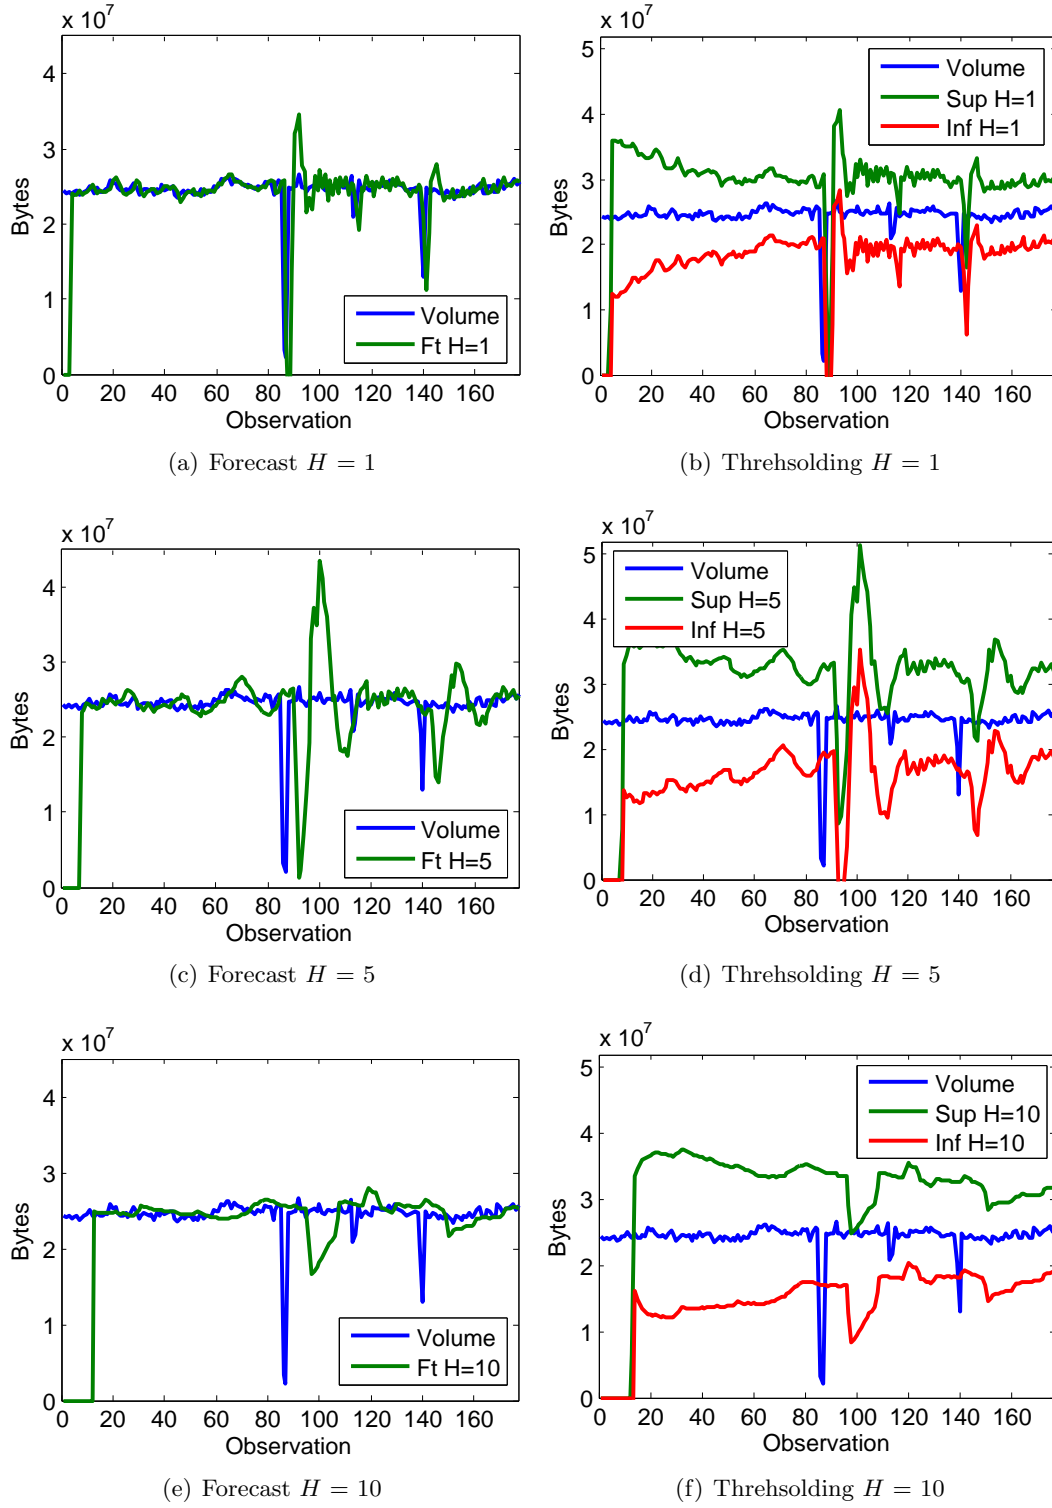 x 10^7
4
3
2
1
0
Bytes
0 20 40 60 80 100 120 140 160
Observation
Volume
Ft H=1
(a) Forecast H = 1
x 10^7
5
4
3
2
1
0
Bytes
0 20 40 60 80 100 120 140 160
Observation
Volume
Sup H=1
Inf H=1
(b) Threhsolding H = 1
x 10^7
4
3
2
1
0
Bytes
0 20 40 60 80 100 120 140 160
Observation
Volume
Ft H=5
(c) Forecast H = 5
x 10^7
5
4
3
2
1
0
Bytes
0 20 40 60 80 100 120 140 160
Observation
Volume
Sup H=5
Inf H=5
(d) Threhsolding H = 5
x 10^7
4
3
2
1
0
Bytes
0 20 40 60 80 100 120 140 160
Observation
Volume
Ft H=10
(e) Forecast H = 10
x 10^7
5
4
3
2
1
0
Bytes
0 20 40 60 80 100 120 140 160
Observation
Volume
Sup H=10
Inf H=10
(f) Threhsolding H = 10